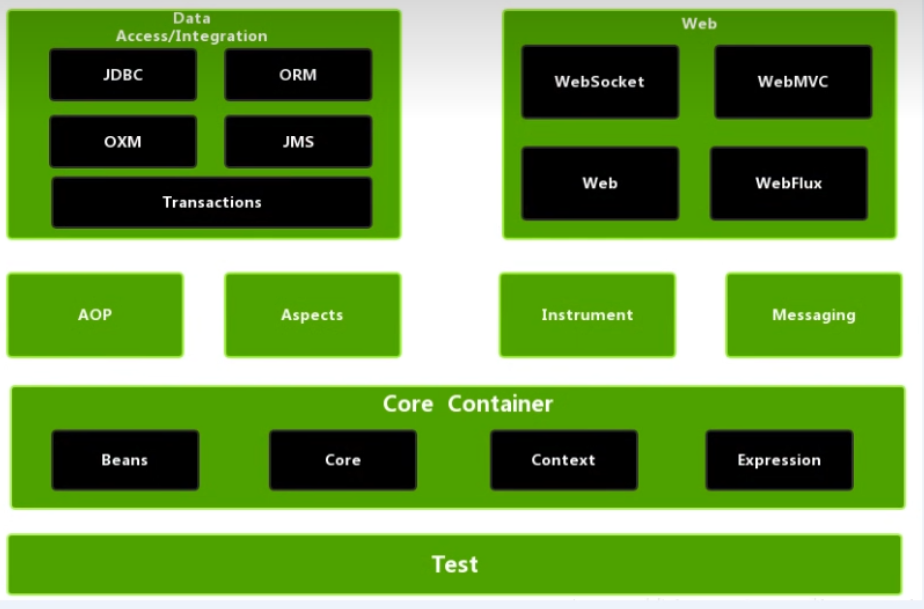 Data
Access/Integration
JDBC
ORM
OXM
JMS
Transactions
Web
WebSocket
WebMVC
Web
WebFlux
AOP
Aspects
Instrument
Messaging
Core Container
Beans
Core
Context
Expression
Test